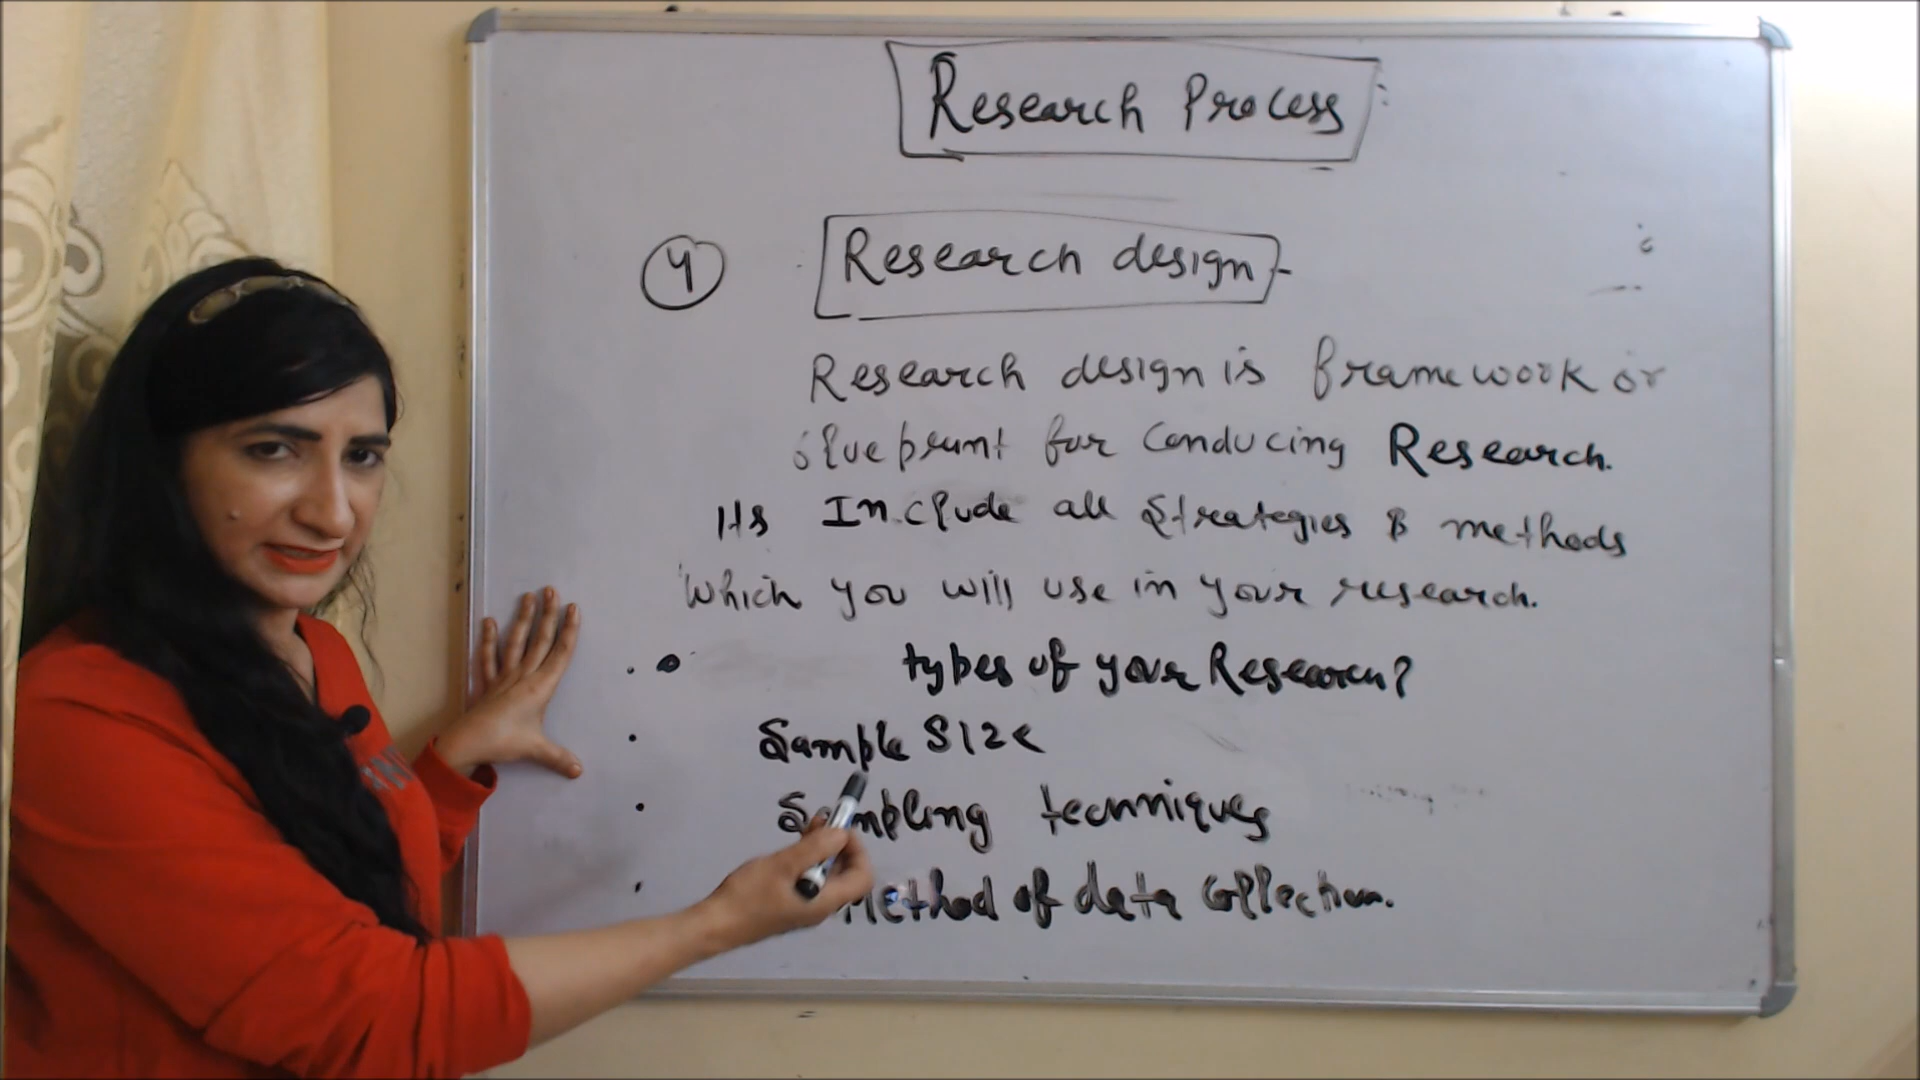 Research Process
4 Research design
Research design is framework or
blueprint for conducing Research.
Its Include all Strategies & methods
Which you will use in your research.
• types of your Research?
• Sample Size
• Sampling techniques
• Method of data collection.